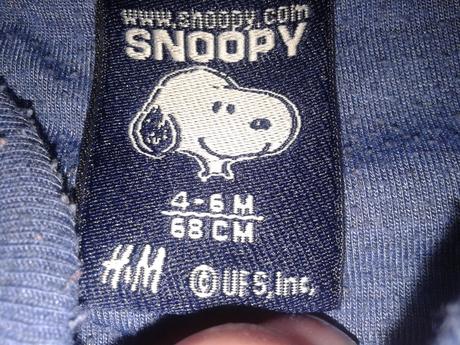 www.snoopy.com
SNOOPY
4-6 M
68 CM
H&M © UFS, Inc.